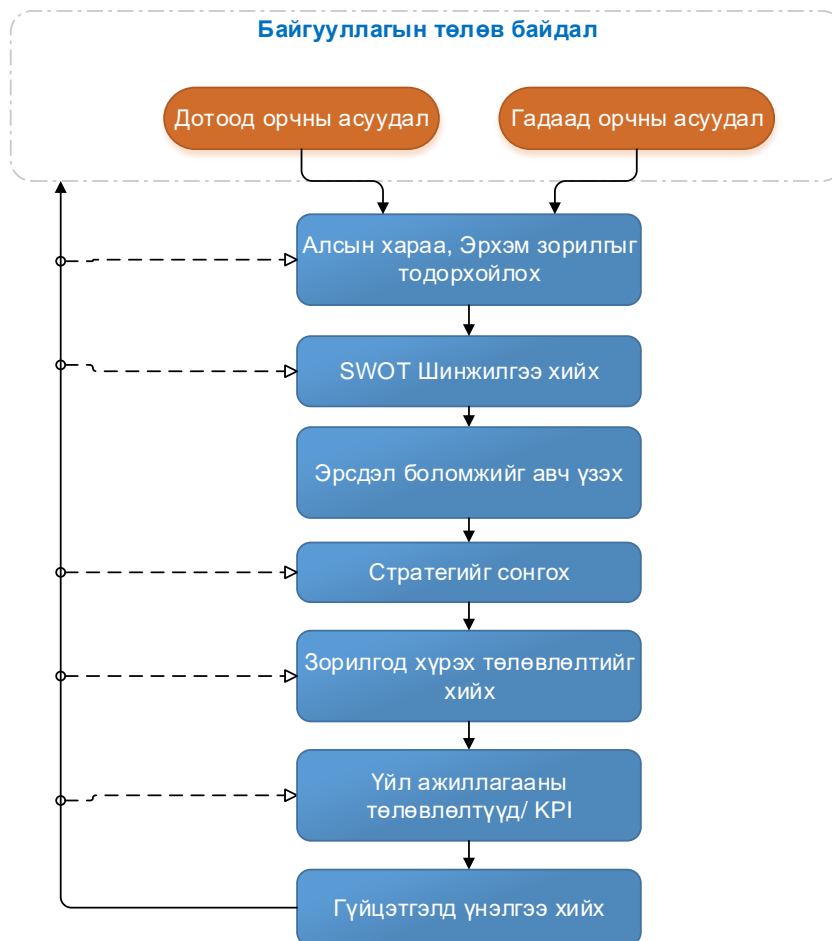 Байгууллагын төлөв байдал
Дотоод орчны асуудал
Гадаад орчны асуудал
Алсын хараа, Эрхэм зорилгыг
тодорхойлох
SWOT Шинжилгээ хийх
Эрсдэл боломжийг авч үзэх
Стратегийг сонгох
Зорилгод хүрэх төлөвлөлтийг
хийх
Үйл ажиллагааны
төлөвлөлтүүд/ KPI
Гүйцэтгэлд үнэлгээ хийх